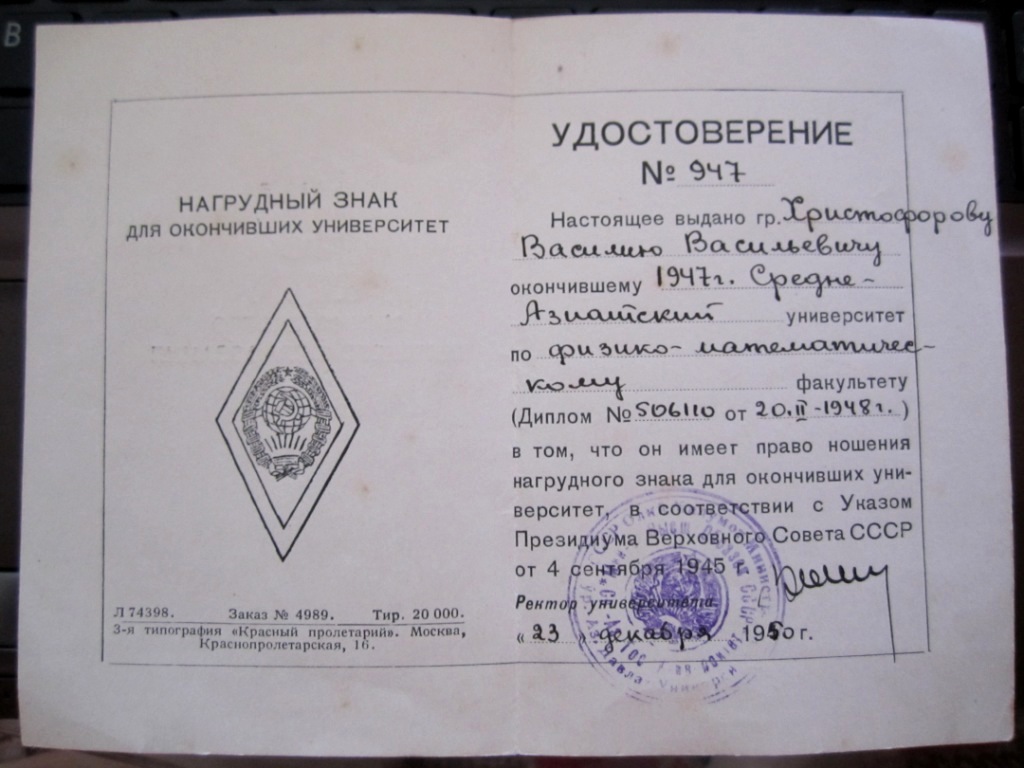 В
НАГРУДНЫЙ ЗНАК
ДЛЯ ОКОНЧИВШИХ УНИВЕРСИТЕТ
Л 74398. Заказ № 4989. Тир. 20 000.
3-я типография «Красный пролетарий». Москва,
Краснопролетарская, 16.
УДОСТОВЕРЕНИЕ
№ 947
Настоящее выдано гр. Христофорову
Василию Васильевичу
окончившему 1947г. Средне-
Азиатский университет
по физико-математичес-
кому факультету
(Диплом № 506110 от 20.II-1948г.)
в том, что он имеет право ношения
нагрудного знака для окончивших уни-
верситет, в соответствии с Указом
Президиума Верховного Совета СССР
от 4 сентября 1945 г.
Ректор университета
« 23 » декабря 1950 г.